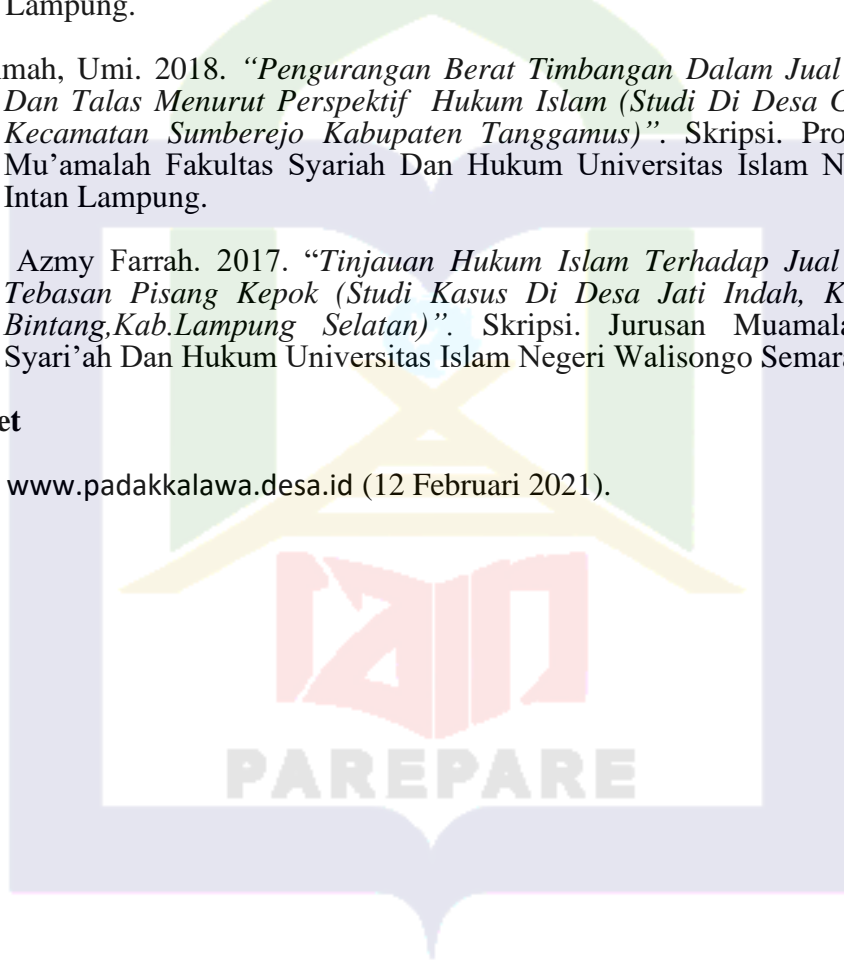 Lampung.
mah, Umi. 2018. “Pengurangan Berat Timbangan Dalam Jual
Dan Talas Menurut Perspektif Hukum Islam (Studi Di Desa
Kecamatan Sumberejo Kabupaten Tanggamus)”. Skripsi. Pro
Mu’amalah Fakultas Syariah Dan Hukum Universitas Islam N
Intan Lampung.
Azmy Farrah. 2017. “Tinjauan Hukum Islam Terhadap Jual
Tebasan Pisang Kepok (Studi Kasus Di Desa Jati Indah, K
Bintang,Kab.Lampung Selatan)”. Skripsi. Jurusan Muamala
Syari’ah Dan Hukum Universitas Islam Negeri Walisongo Semar
et
www.padakkalawa.desa.id (12 Februari 2021).
PAREPARE